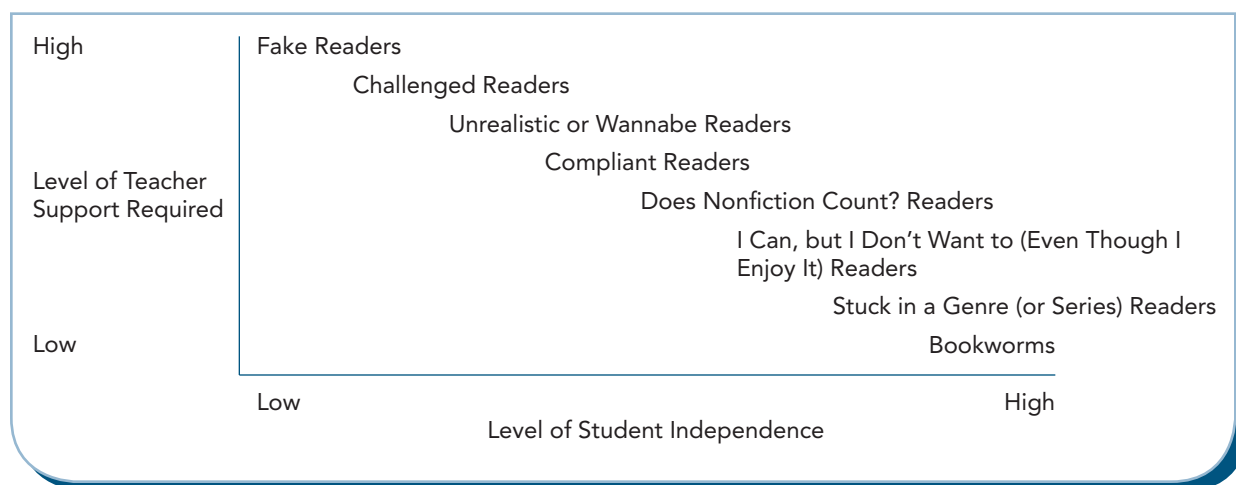 High
Fake Readers
Challenged Readers
Unrealistic or Wannabe Readers
Compliant Readers
Level of Teacher
Support Required
Does Nonfiction Count? Readers
I Can, but I Don’t Want to (Even Though I
Enjoy It) Readers
Stuck in a Genre (or Series) Readers
Low
Bookworms
Low
High
Level of Student Independence